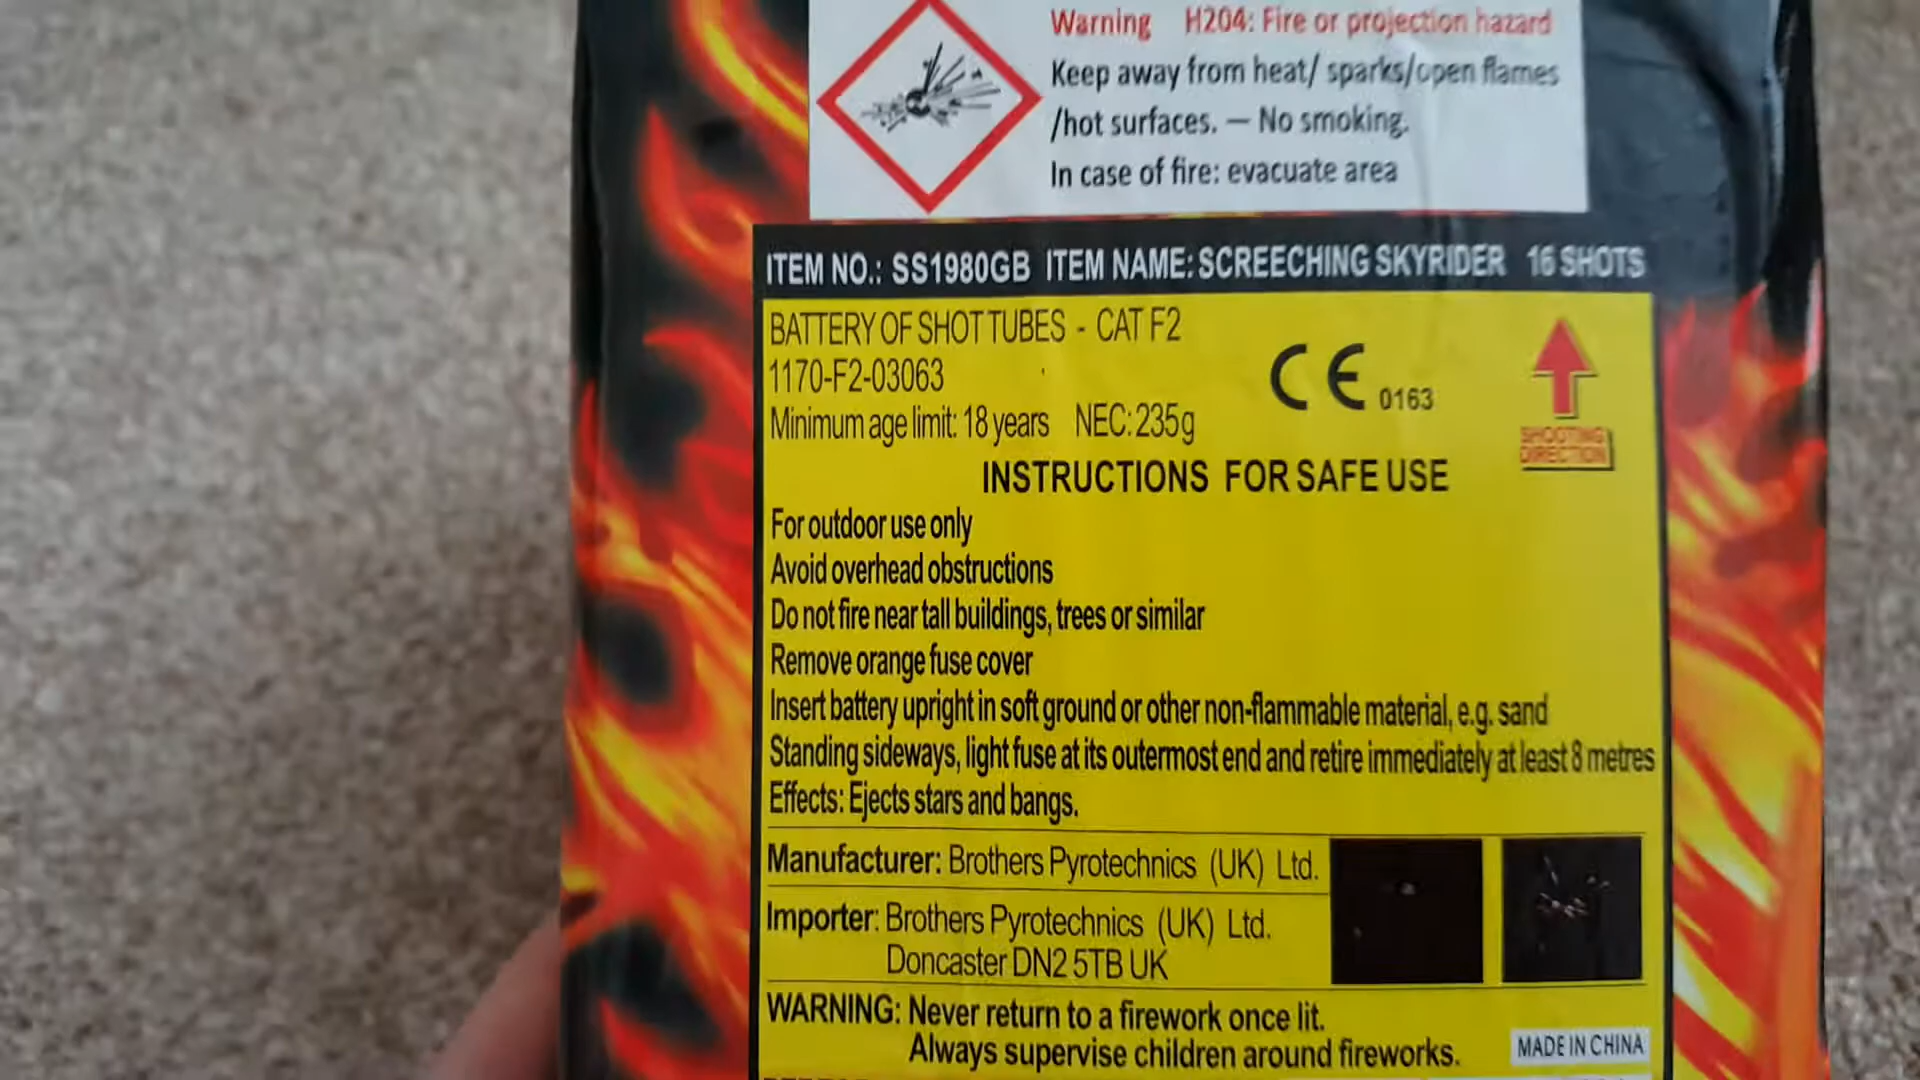 Warning H204: Fire or projection hazard
Keep away from heat/ sparks/open flames
/hot surfaces. — No smoking.
In case of fire: evacuate area
ITEM NO.: SS1980GB ITEM NAME: SCREECHING SKYRIDER 16 SHOTS
BATTERY OF SHOT TUBES - CAT F2
1170-F2-03063
Minimum age limit: 18 years NEC: 235g
CE 0163
SHOOTING
DIRECTION
INSTRUCTIONS FOR SAFE USE
For outdoor use only
Avoid overhead obstructions
Do not fire near tall buildings, trees or similar
Remove orange fuse cover
Insert battery upright in soft ground or other non-flammable material, e.g. sand
Standing sideways, light fuse at its outermost end and retire immediately at least 8 metres
Effects: Ejects stars and bangs.
Manufacturer: Brothers Pyrotechnics (UK) Ltd.
Importer: Brothers Pyrotechnics (UK) Ltd.
Doncaster DN2 5TB UK
WARNING: Never return to a firework once lit.
Always supervise children around fireworks.
MADE IN CHINA